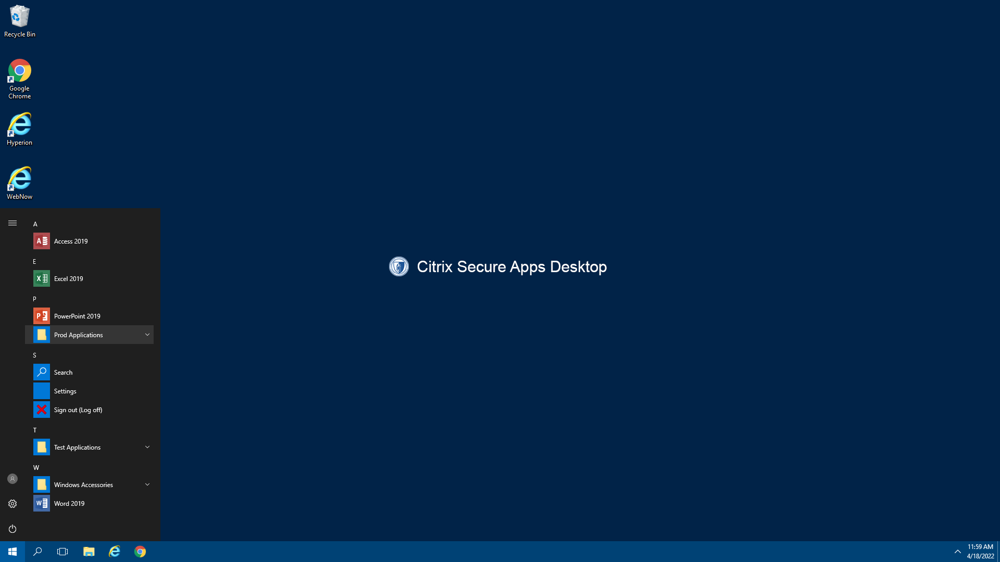 Recycle Bin
Google
Chrome
Hyperion
WebNow
A
Access 2019
E
Excel 2019
P
PowerPoint 2019
Prod Applications
S
Search
Settings
Sign out (Log off)
T
Test Applications
W
Windows Accessories
Word 2019
Citrix Secure Apps Desktop
11:59 AM
4/18/2022